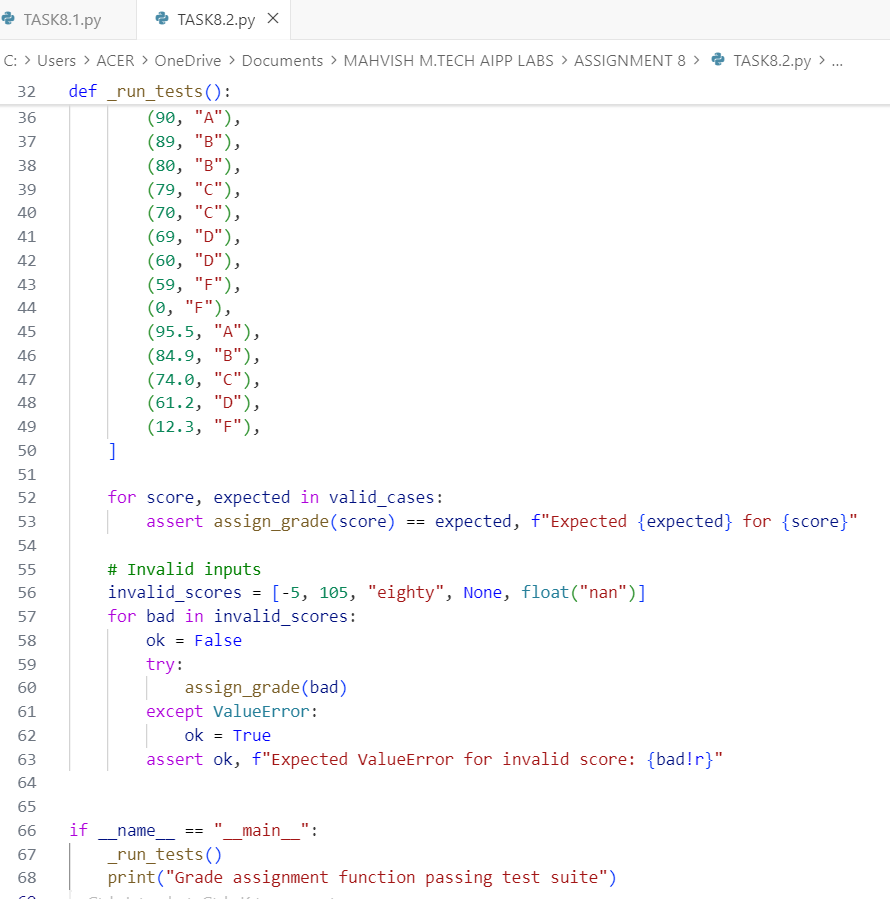 TASK8.1.py TASK8.2.py ×
C: > Users > ACER > OneDrive > Documents > MAHVISH M.TECH AIPP LABS > ASSIGNMENT 8 > TASK8.2.py > ...
32 def _run_tests():
36 (90, "A"),
37 (89, "B"),
38 (80, "B"),
39 (79, "C"),
40 (70, "C"),
41 (69, "D"),
42 (60, "D"),
43 (59, "F"),
44 (0, "F"),
45 (95.5, "A"),
46 (84.9, "B"),
47 (74.0, "C"),
48 (61.2, "D"),
49 (12.3, "F"),
50 ]
51
52 for score, expected in valid_cases:
53 assert assign_grade(score) == expected, f"Expected {expected} for {score}"
54
55 # Invalid inputs
56 invalid_scores = [-5, 105, "eighty", None, float("nan")]
57 for bad in invalid_scores:
58 ok = False
59 try:
60 assign_grade(bad)
61 except ValueError:
62 ok = True
63 assert ok, f"Expected ValueError for invalid score: {bad!r}"
64
65
66 if __name__ == "__main__":
67 _run_tests()
68 print("Grade assignment function passing test suite")